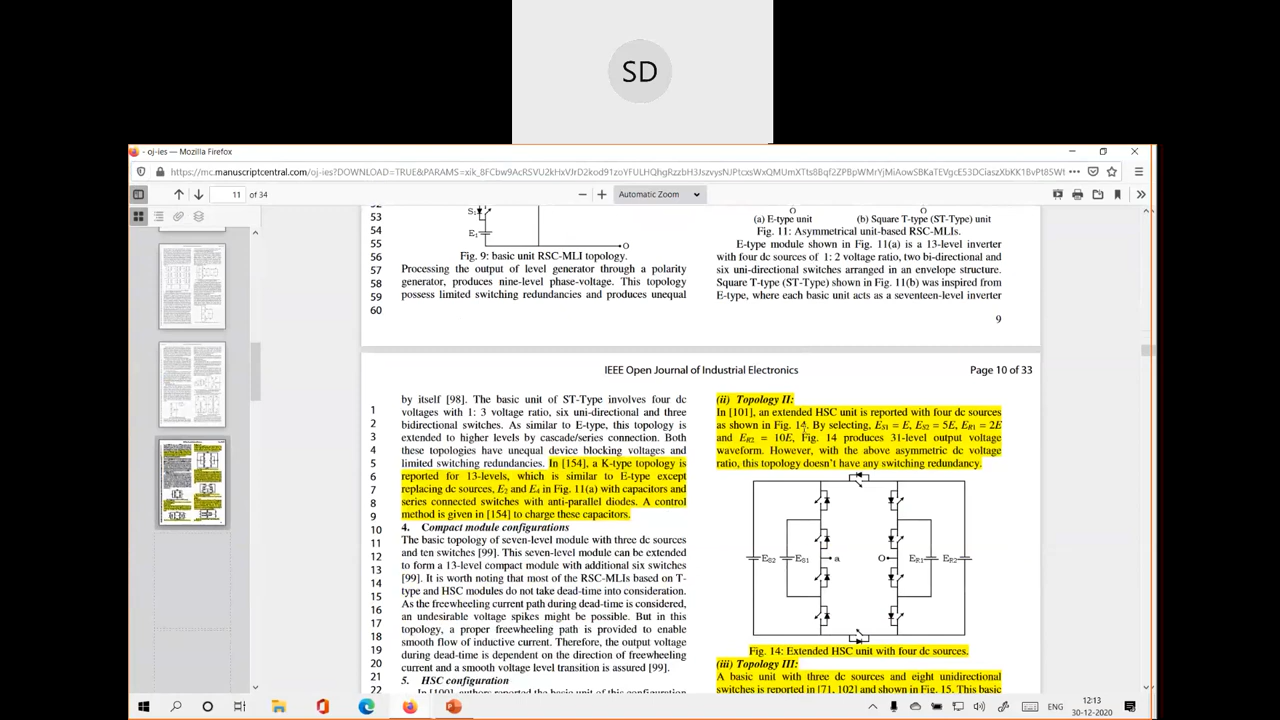 SD
- oj-ies — Mozilla Firefox
11 of 34
Automatic Zoom
52
53
54
55
56
57
58
59
60
S₁
E₁
O
Fig. 9: basic unit RSC-MLI topology.
Processing the output of level generator through a polarity
generator, produces nine-level phase-voltage. This topology
possess limited switching redundancies and produces unequal
O
O
(a) E-type unit
(b) Square T-type (ST-Type) unit
Fig. 11: Asymmetrical unit-based RSC-MLIs.
E-type module shown in Fig. 11(a) is a 13-level inverter
with four dc sources of 1: 2 voltage ratio, two bi-directional and
six uni-directional switches arranged in an envelope structure.
Square T-type (ST-Type) shown in Fig. 11(b) was inspired from
E-type, where each basic unit acts as a seventeen-level inverter
9
IEEE Open Journal of Industrial Electronics
Page 10 of 33
1
2
3
4
5
6
7
8
9
10
11
12
13
14
15
16
17
18
19
20
21
22
by itself [98]. The basic unit of ST-Type involves four dc
voltages with 1: 3 voltage ratio, six uni-directional and three
bidirectional switches. As similar to E-type, this topology is
extended to higher levels by cascade/series connection. Both
these topologies have unequal device blocking voltages and
limited switching redundancies. In [154], a K-type topology is
reported for 13-levels, which is similar to E-type except
replacing dc sources, E2 and E4 in Fig. 11(a) with capacitors and
series connected switches with anti-parallel diodes. A control
method is given in [154] to charge these capacitors.
4. Compact module configurations
The basic topology of seven-level module with three dc sources
and ten switches [99]. This seven-level module can be extended
to form a 13-level compact module with additional six switches
[99]. It is worth noting that most of the RSC-MLIs based on T-
type and HSC modules do not take dead-time into consideration.
As the freewheeling current path during dead-time is considered,
an undesirable voltage spikes might be possible. But in this
topology, a proper freewheeling path is provided to enable
smooth flow of inductive current. Therefore, the output voltage
during dead-time is dependent on the direction of freewheeling
current and a smooth voltage level transition is assured [99].
5. HSC configuration
In [100], authors reported the basic unit of this configuration
(ii) Topology II:
In [101], an extended HSC unit is reported with four dc sources
as shown in Fig. 14. By selecting, ES1 = E, ES2 = 5E, ER1 = 2E
and ER2 = 10E, Fig. 14 produces 31-level output voltage
waveform. However, with the above asymmetric dc voltage
ratio, this topology doesn't have any switching redundancy.
ES2
ES1
a
O
ER1
ER2
Fig. 14: Extended HSC unit with four dc sources.
(iii) Topology III:
A basic unit with three dc sources and eight unidirectional
switches is reported in [71, 102] and shown in Fig. 15. This basic
ENG
12:13
30-12-2020